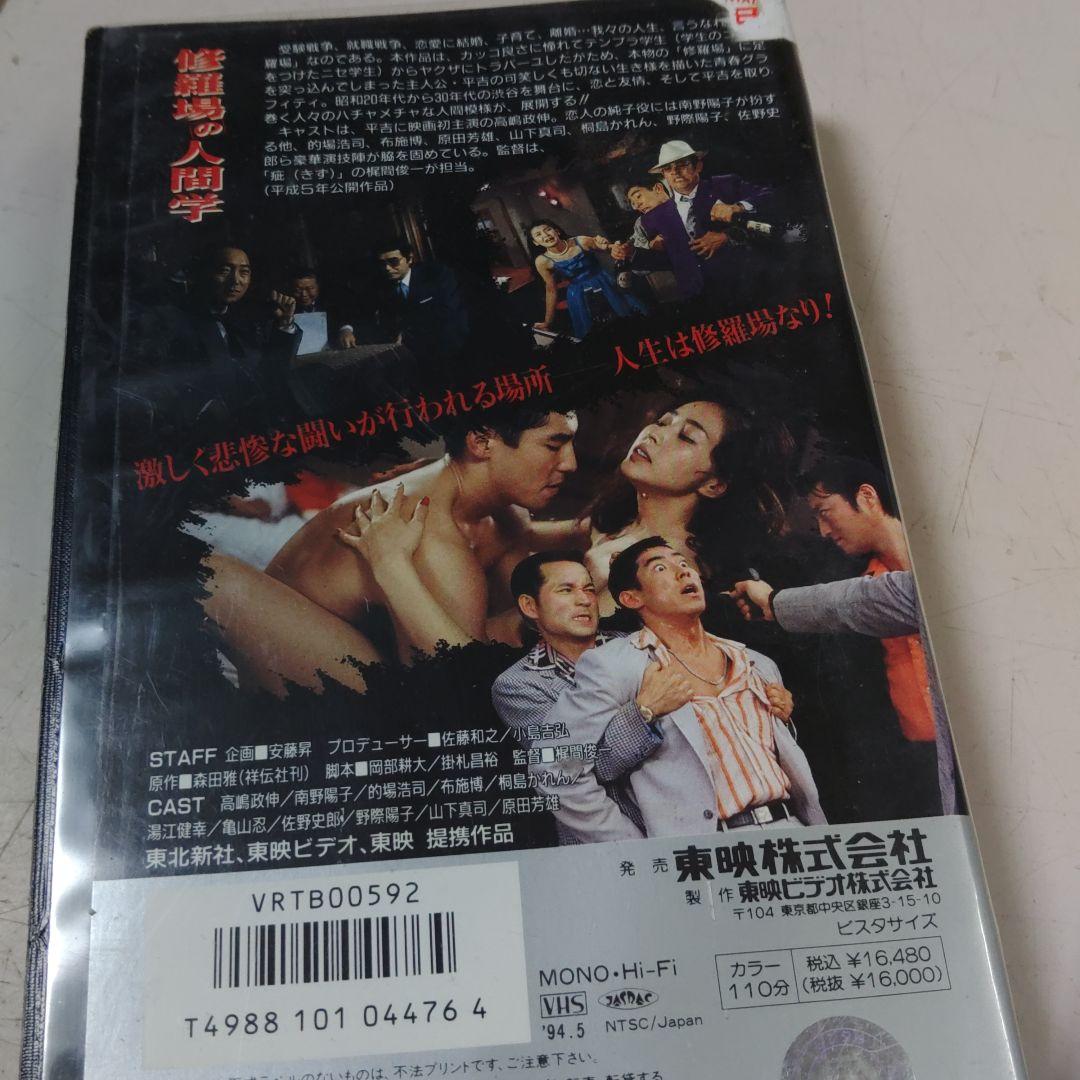 修羅場の人間学
受験戦争、就職戦争、恋愛に結婚、子育て、離婚…我々の人生、言うなれ
羅場」なのである。本作品は、カッコ良さに憧れてテンプラ学生(学生のコ
をつけたニセ学生)からヤクザにトラバーユしたがため、本物の「修羅場」に足
を突っ込んでしまった主人公・平吉の可笑しくも切ない生き様を描いた青春グラ
フィティ。昭和20年代から30年代の渋谷を舞台に、恋と友情、そして平吉を取り
巻く人々のハチャメチャな人間模様が、展開する!!
キャストは、平吉に映画初主演の高嶋政伸。恋人の純子役には南野陽子が扮す
る他、的場浩司、布施博、原田芳雄、山下真司、桐島かれん、野際陽子、佐野史
郎ら豪華演技陣が脇を固めている。監督は、
「疵(きず)」の梶間俊一が担当。
(平成5年公開作品)
激しく悲惨な闘いが行われる場所——人生は修羅場なり!
STAFF 企画■安藤昇 プロデューサー■佐藤和之/小島吉弘
原作■森田雅(祥伝社刊) 脚本■岡部耕大/掛札昌裕 監督■梶間俊一
CAST 高嶋政伸/南野陽子/的場浩司/布施博/桐島かれん/
湯江健幸/亀山忍/佐野史郎/野際陽子/山下真司/原田芳雄
東北新社、東映ビデオ、東映 提携作品
発売 東映株式会社
製作 東映ビデオ株式会社
〒104 東京都中央区銀座3-15-10
ビスタサイズ
VRTB00592
T4988 101 04476 4
MONO・Hi-Fi
VHS JASRAC
'94.5 NTSC/Japan
カラー 110分
税込 ¥16,480
(税抜 ¥16,000)
のないものは、不法プリントです。ご注意下さい。